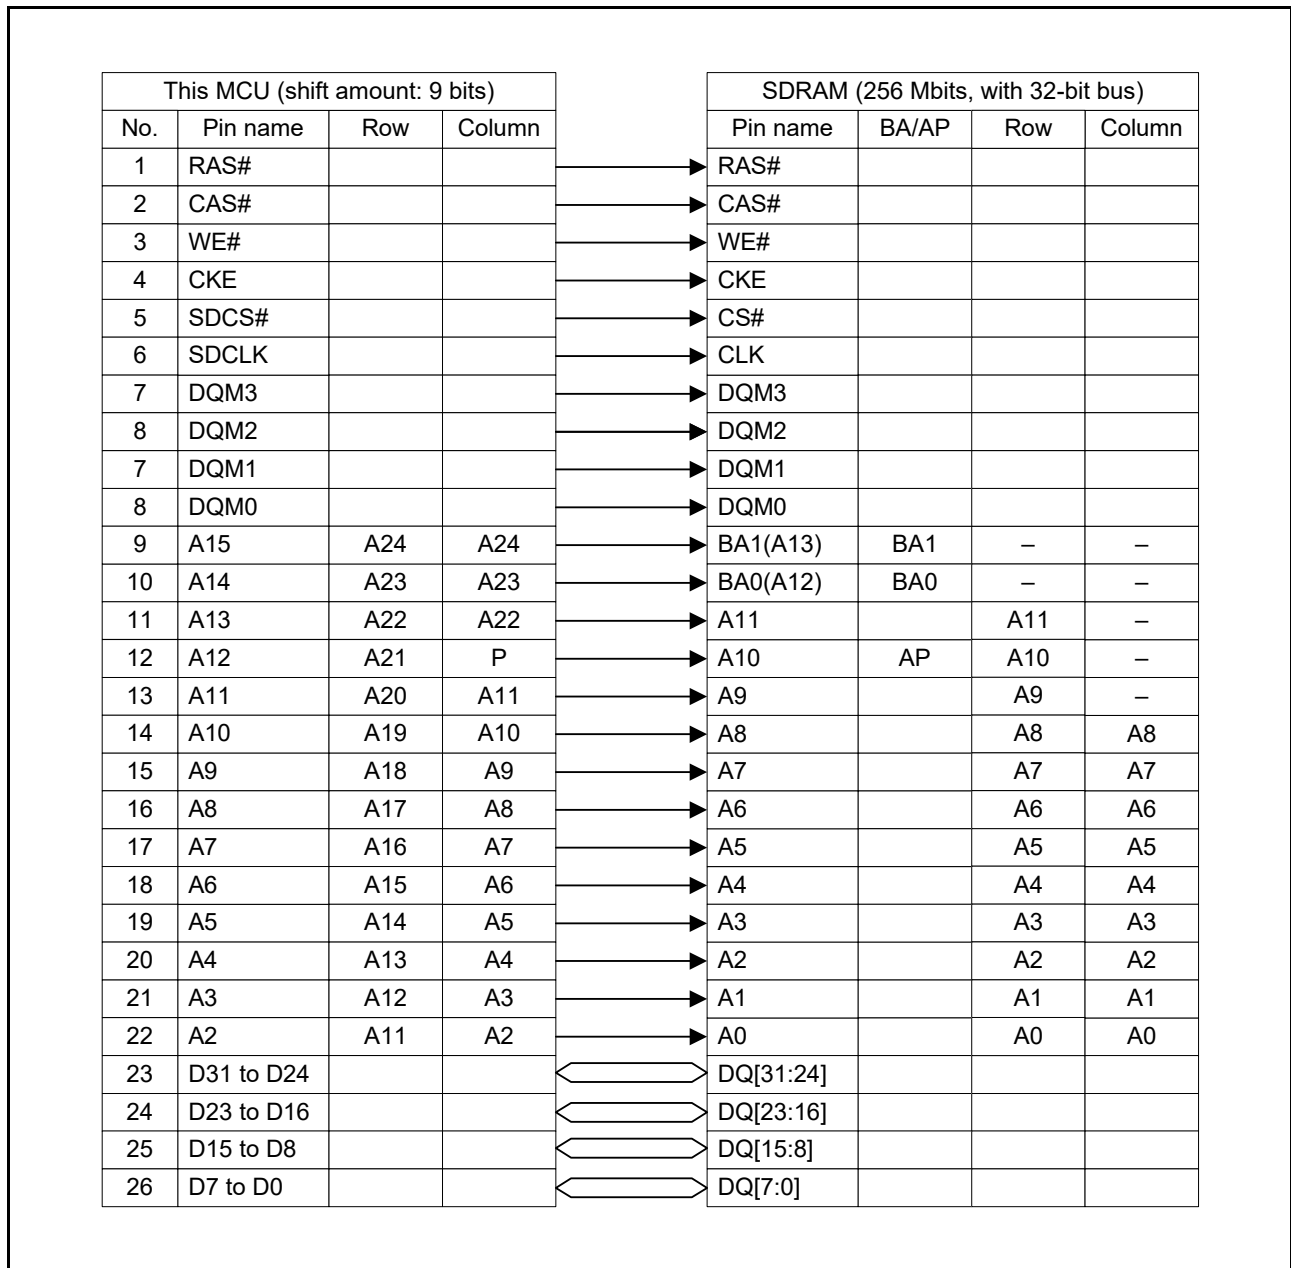 This MCU (shift amount: 9 bits) SDRAM (256 Mbits, with 32-bit bus)
No. Pin name Row Column Pin name BA/AP Row Column
1 RAS# RAS#
2 CAS# CAS#
3 WE# WE#
4 CKE CKE
5 SDCS# CS#
6 SDCLK CLK
7 DQM3 DQM3
8 DQM2 DQM2
7 DQM1 DQM1
8 DQM0 DQM0
9 A15 A24 A24 BA1(A13) BA1 – –
10 A14 A23 A23 BA0(A12) BA0 – –
11 A13 A22 A22 A11 A11 –
12 A12 A21 P A10 AP A10 –
13 A11 A20 A11 A9 A9 –
14 A10 A19 A10 A8 A8 A8
15 A9 A18 A9 A7 A7 A7
16 A8 A17 A8 A6 A6 A6
17 A7 A16 A7 A5 A5 A5
18 A6 A15 A6 A4 A4 A4
19 A5 A14 A5 A3 A3 A3
20 A4 A13 A4 A2 A2 A2
21 A3 A12 A3 A1 A1 A1
22 A2 A11 A2 A0 A0 A0
23 D31 to D24 DQ[31:24]
24 D23 to D16 DQ[23:16]
25 D15 to D8 DQ[15:8]
26 D7 to D0 DQ[7:0]